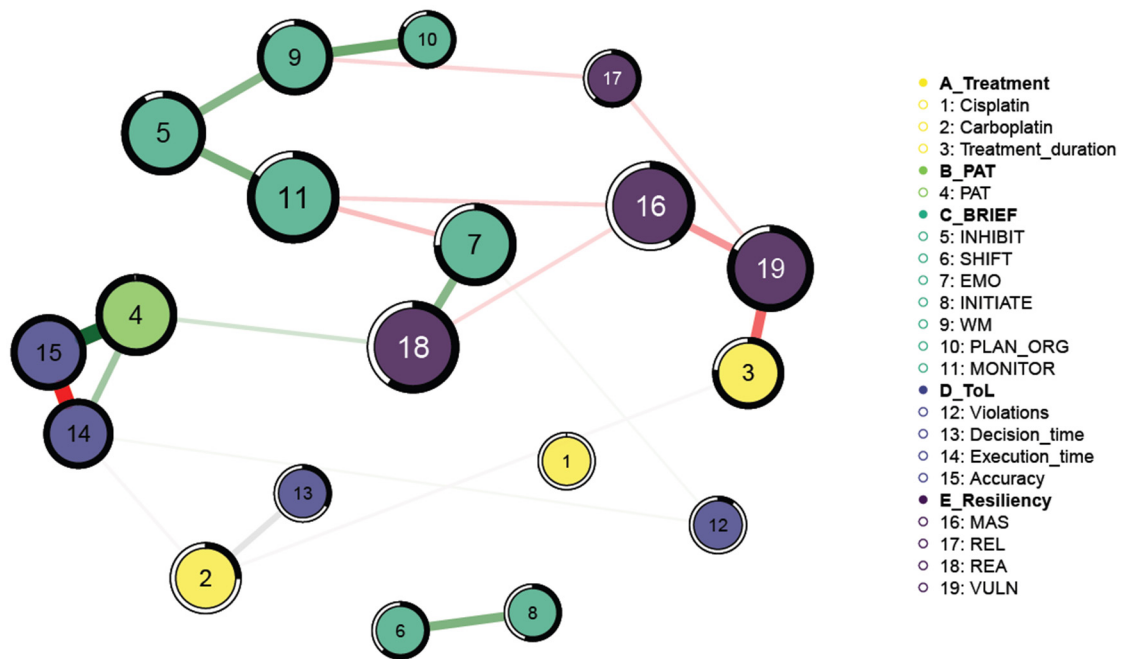 10
9
17
5
11
16
7
19
4
18
15
3
14
1
13
12
2
8
6
A_Treatment
1: Cisplatin
2: Carboplatin
3: Treatment_duration
B_PAT
4: PAT
C_BRIEF
5: INHIBIT
6: SHIFT
7: EMO
8: INITIATE
9: WM
10: PLAN_ORG
11: MONITOR
D_ToL
12: Violations
13: Decision_time
14: Execution_time
15: Accuracy
E_Resiliency
16: MAS
17: REL
18: REA
19: VULN